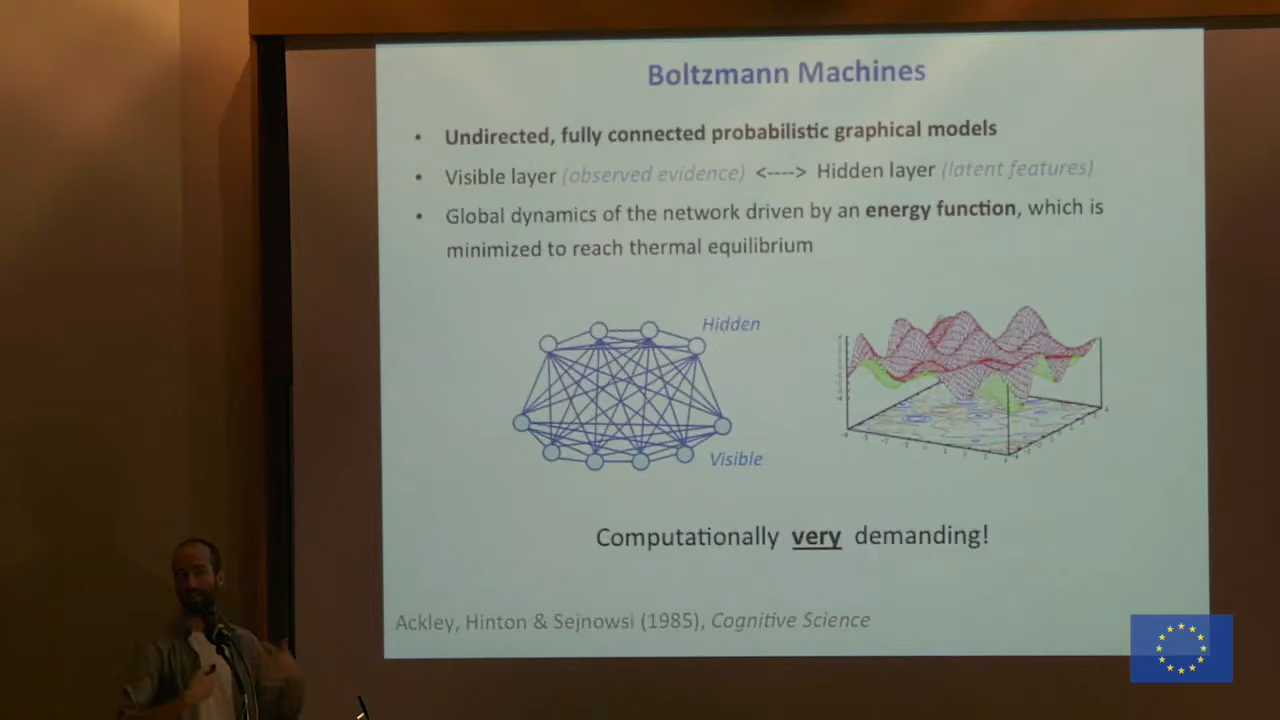 Boltzmann Machines
• Undirected, fully connected probabilistic graphical models
• Visible layer (observed evidence) <----> Hidden layer (latent features)
• Global dynamics of the network driven by an energy function, which is
minimized to reach thermal equilibrium
Hidden
Visible
Computationally very demanding!
Ackley, Hinton & Sejnowsi (1985), Cognitive Science